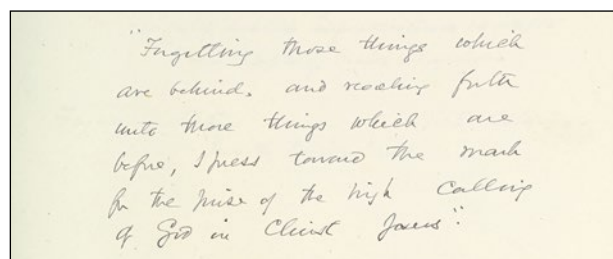 "Forgetting those things which
are behind. and reaching forth
unto those things which are
before, I press toward the mark
for the prise of the high Calling
of God in Christ Jesus".